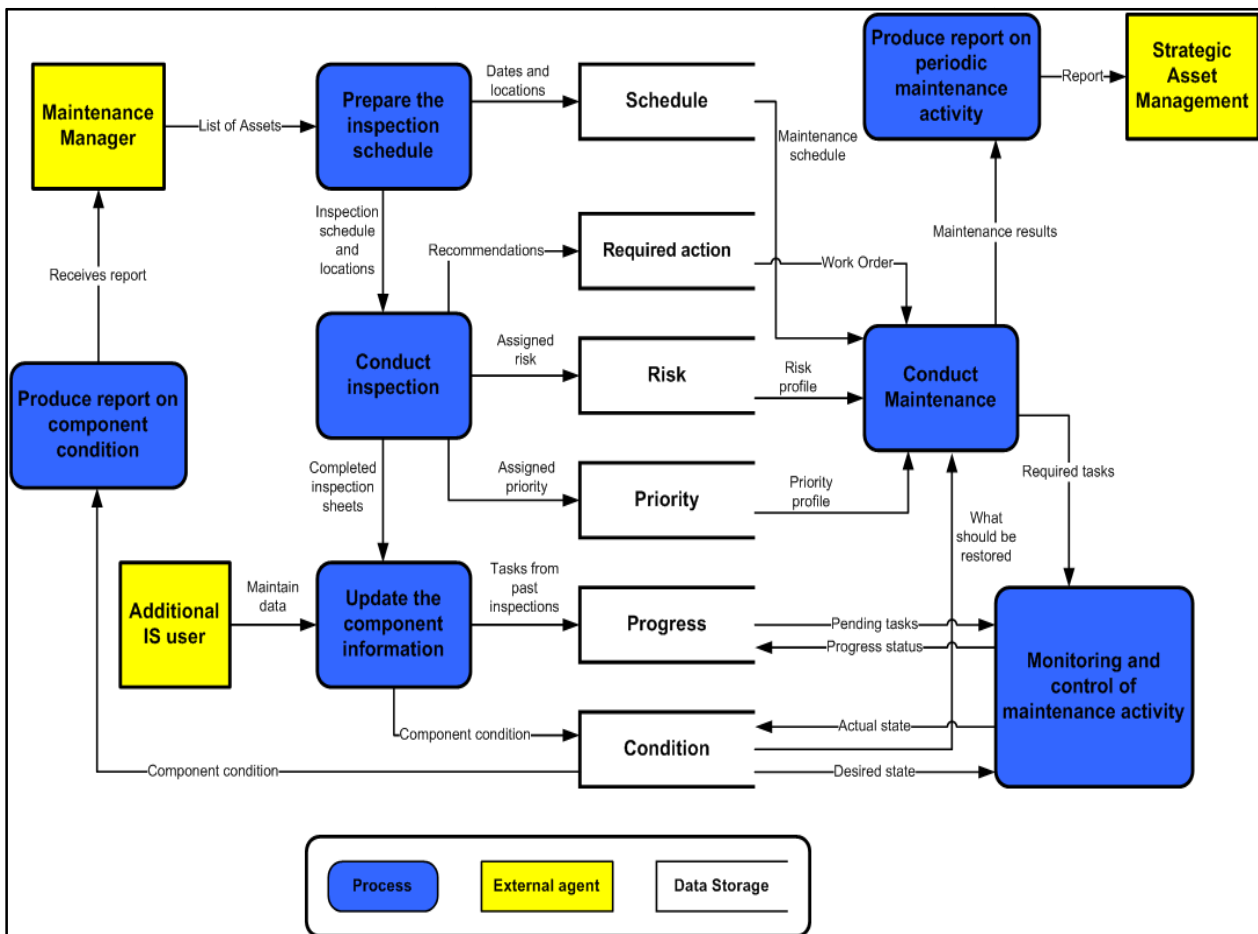 Maintenance
Manager
List of Assets
Prepare the
inspection
schedule
Dates and
locations
Schedule
Maintenance
schedule
Produce report on
periodic
maintenance
activity
Report
Strategic
Asset
Management
Inspection
schedule
and
locations
Recommendations
Required action
Work Order
Maintenance results
Receives report
Produce report on
component
condition
Conduct
inspection
Assigned
risk
Risk
Risk
profile
Conduct
Maintenance
Completed
inspection
sheets
Assigned
priority
Priority
Priority
profile
What
should be
restored
Required tasks
Additional
IS user
Maintain
data
Update the
component
information
Tasks from
past
inspections
Progress
Pending tasks
Progress status
Monitoring and
control of
maintenance activity
Component condition
Component condition
Condition
Actual state
Desired state
Process
External agent
Data Storage